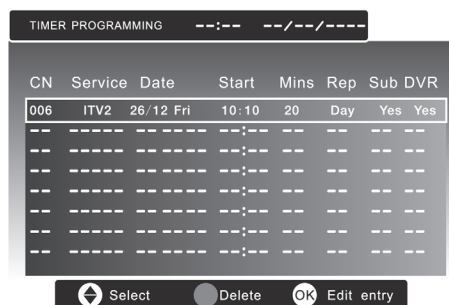 TIMER PROGRAMMING --:-- --/--/----
CN Service Date Start Mins Rep Sub DVR
006 ITV2 26/12 Fri 10:10 20 Day Yes Yes
-- ----- -- ----- --:-- -- -- -- --
-- ----- -- ----- --:-- -- -- -- --
-- ----- -- ----- --:-- -- -- -- --
-- ----- -- ----- --:-- -- -- -- --
-- ----- -- ----- --:-- -- -- -- --
-- ----- -- ----- --:-- -- -- -- --
-- ----- -- ----- --:-- -- -- -- --
Select Delete OK Edit entry